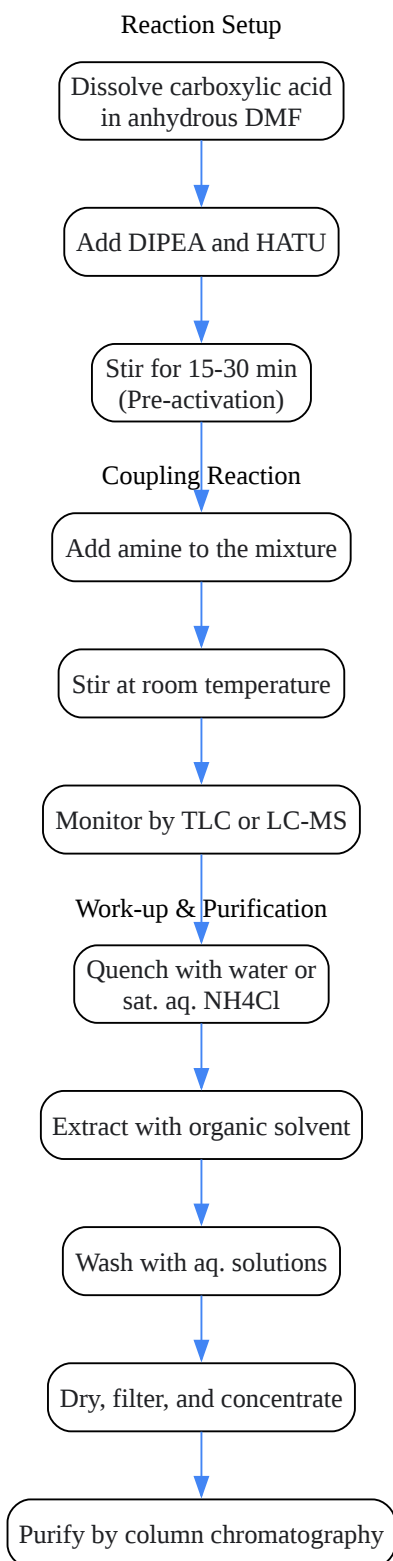 Reaction Setup
Dissolve carboxylic acid
in anhydrous DMF
Add DIPEA and HATU
Stir for 15-30 min
(Pre-activation)
Coupling Reaction
Add amine to the mixture
Stir at room temperature
Monitor by TLC or LC-MS
Work-up & Purification
Quench with water or
sat. aq. NH4Cl
Extract with organic solvent
Wash with aq. solutions
Dry, filter, and concentrate
Purify by column chromatography